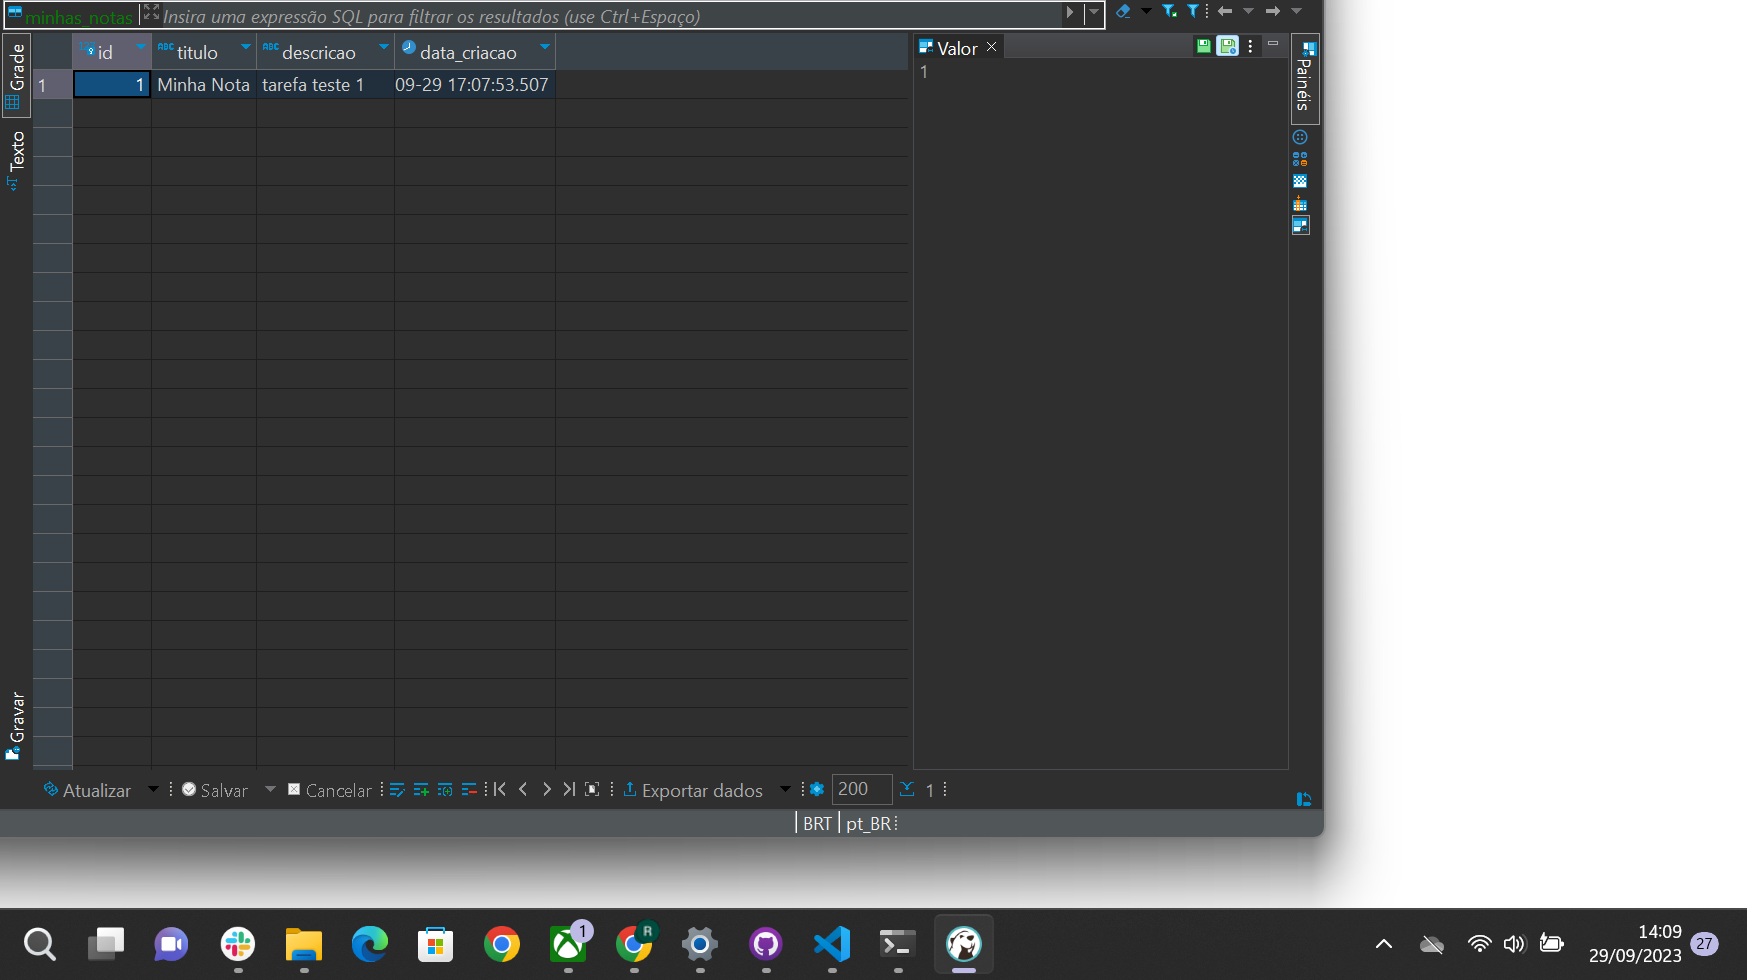 minhas_notas Insira uma expressão SQL para filtrar os resultados (use Ctrl+Espaço)
Grade
Texto
Gravar
id ABC titulo ABC descricao data_criacao
1 1 Minha Nota tarefa teste 1 09-29 17:07:53.507
Valor
1
Painéis
Atualizar Salvar Cancelar Exportar dados 200 1
BRT pt_BR
1 R
14:09
29/09/2023 27